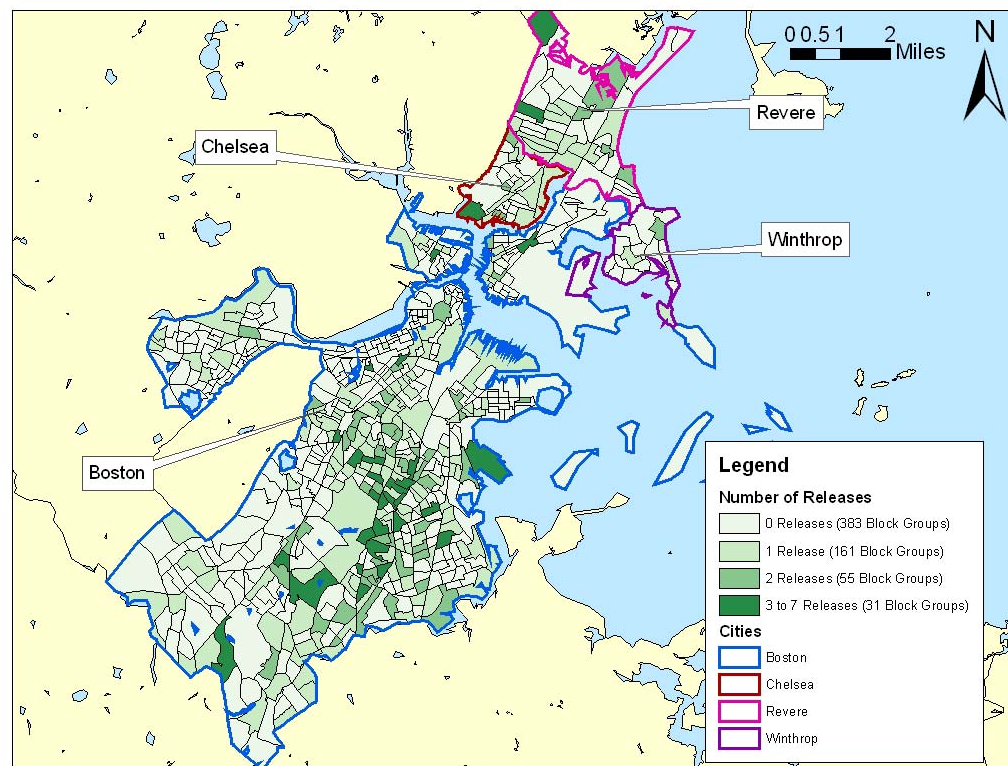 0 0.5 1 2
Miles
N
Revere
Chelsea
Winthrop
Boston
Legend
Number of Releases
0 Releases (383 Block Groups)
1 Release (161 Block Groups)
2 Releases (55 Block Groups)
3 to 7 Releases (31 Block Groups)
Cities
Boston
Chelsea
Revere
Winthrop